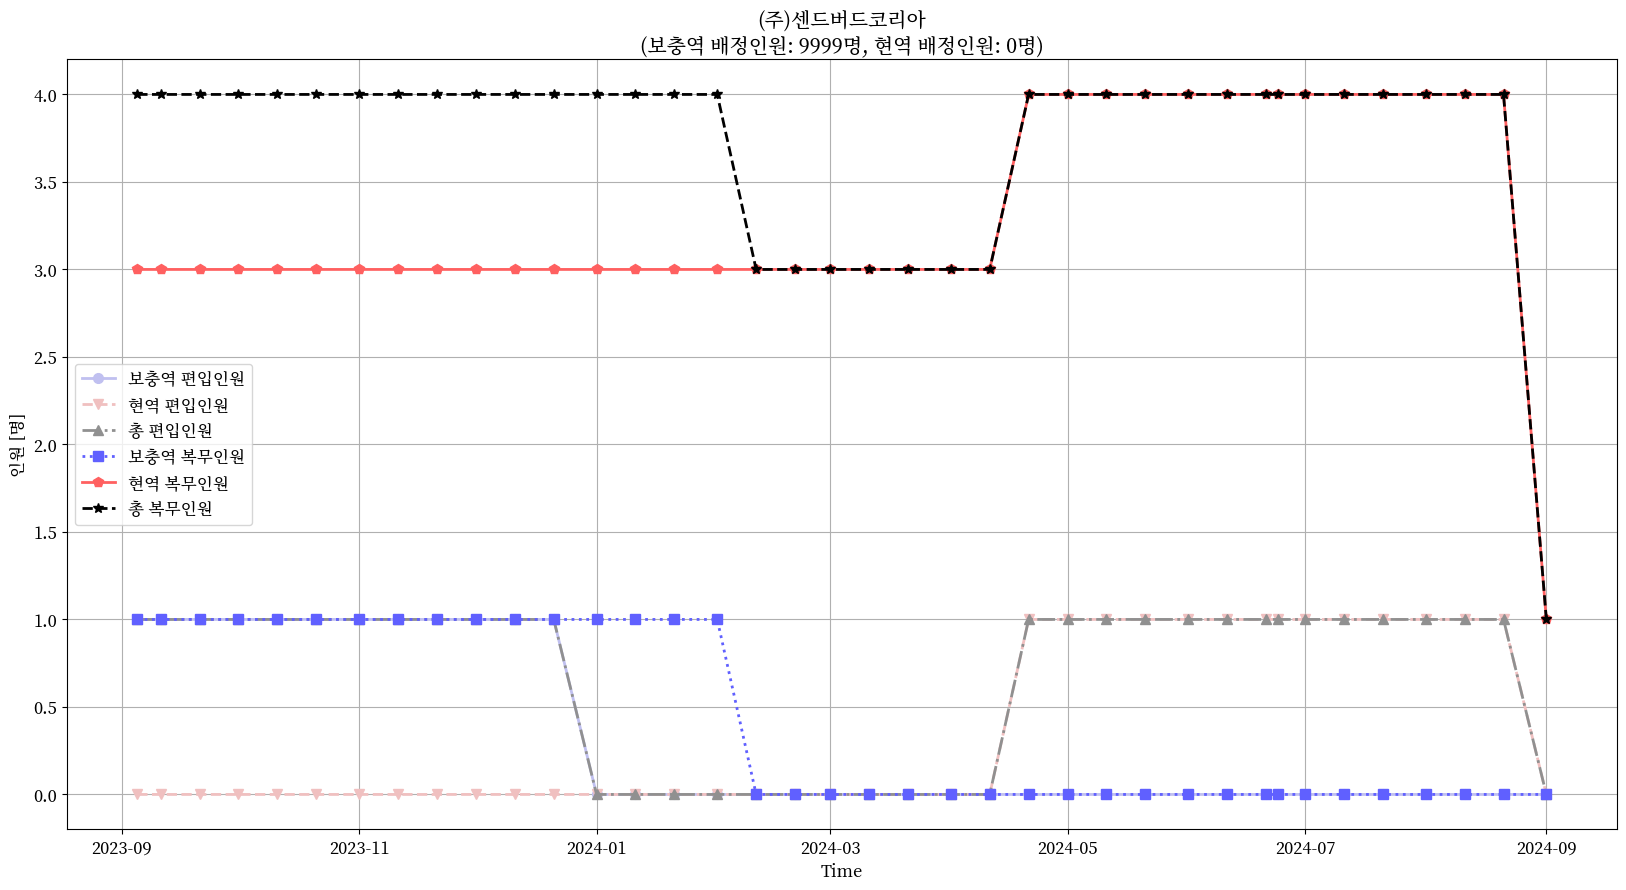 (주)센드버드코리아
(보충역 배정인원: 9999명, 현역 배정인원: 0명)
4.0
3.5
3.0
2.5
2.0
1.5
1.0
0.5
0.0
인원 [명]
보충역 편입인원
현역 편입인원
총 편입인원
보충역 복무인원
현역 복무인원
총 복무인원
2023-09 2023-11 2024-01 2024-03 2024-05 2024-07 2024-09
Time